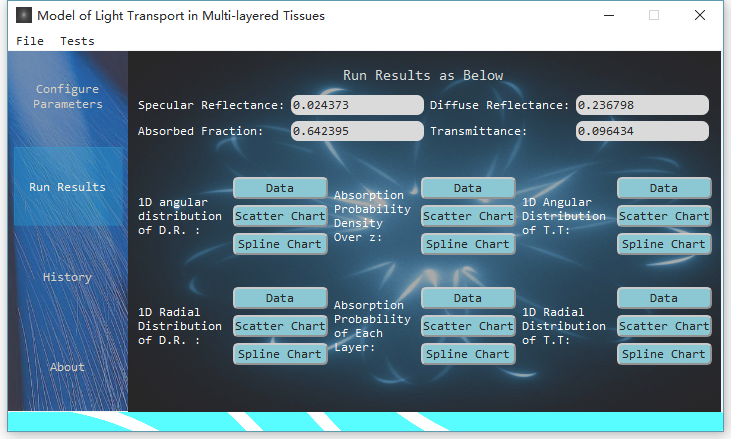 Model of Light Transport in Multi-layered Tissues
File Tests
Configure
Parameters
Run Results
History
About
Run Results as Below
Specular Reflectance: 0.024373 Diffuse Reflectance: 0.236798
Absorbed Fraction: 0.642395 Transmittance: 0.096434
1D angular
distribution
of D.R. :
Data
Scatter Chart
Spline Chart
Absorption
Probability
Density
Over z:
Data
Scatter Chart
Spline Chart
1D Angular
Distribution
of T.T:
Data
Scatter Chart
Spline Chart
1D Radial
Distribution
of D.R. :
Data
Scatter Chart
Spline Chart
Absorption
Probability
of Each
Layer:
Data
Scatter Chart
Spline Chart
1D Radial
Distribution
of T.T:
Data
Scatter Chart
Spline Chart